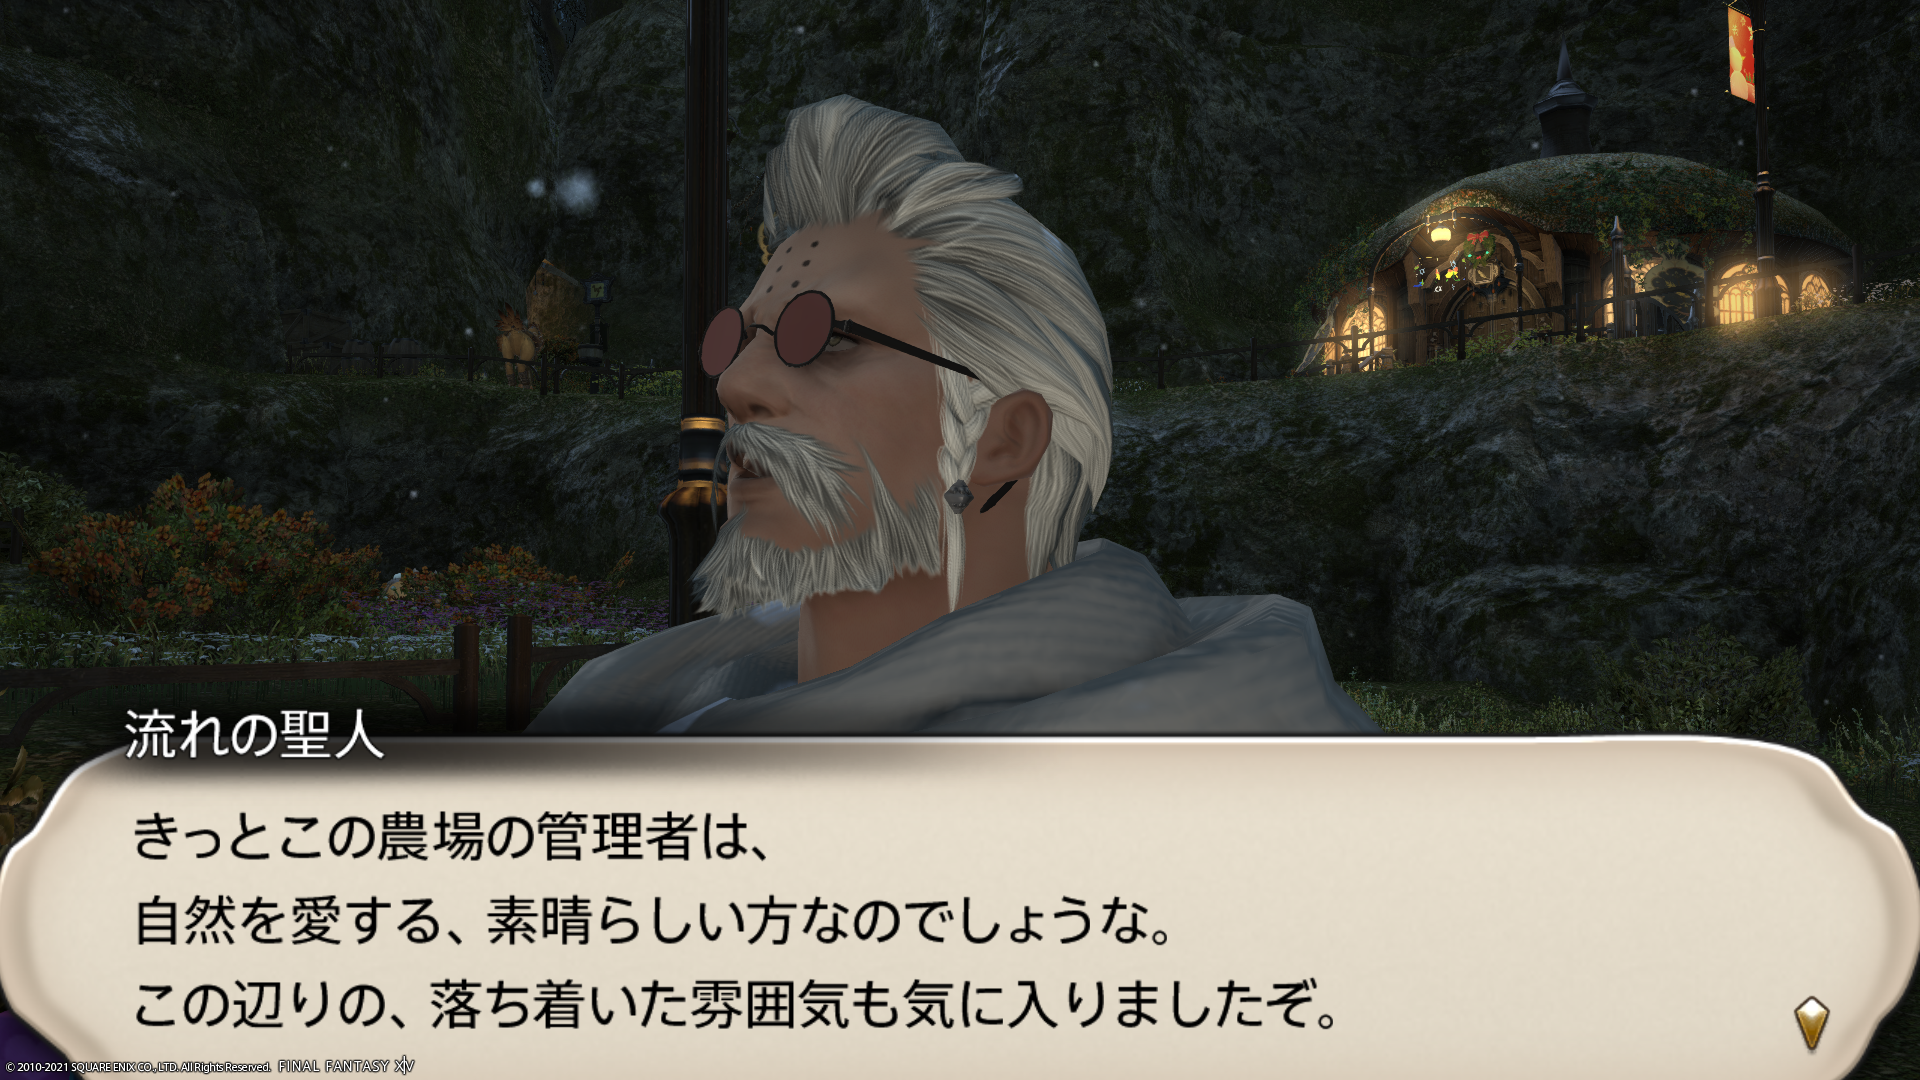 流れの聖人
きっとこの農場の管理者は、
自然を愛する、素晴らしい方なのでしょうな。
この辺りの、落ち着いた雰囲気も気に入りましたぞ。
© 2010-2021 SQUARE ENIX CO., LTD. All Rights Reserved. FINAL FANTASY XIV